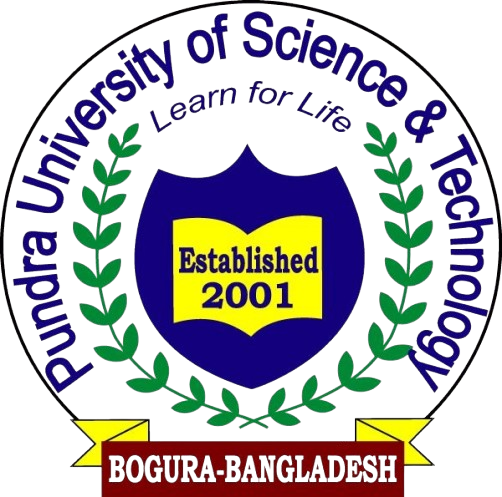 Pundra University of Science & Technology
Learn for Life
Established
2001
BOGURA-BANGLADESH